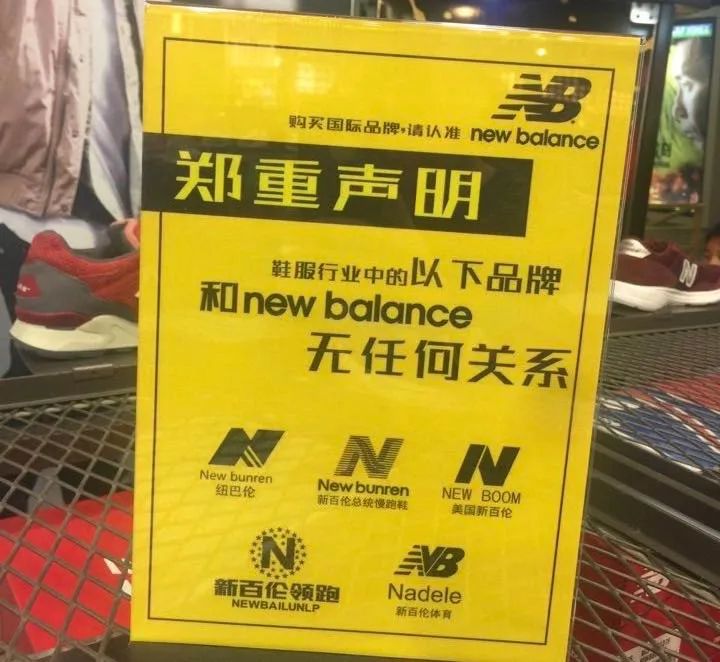 NB
购买国际品牌,请认准 new balance
郑重声明
鞋服行业中的以下品牌
和new balance
无任何关系
N
New bunren
纽巴伦
N
New bunren
新百伦总统慢跑鞋
N
NEW BOOM
美国新百伦
N
新百伦领跑
NEWBAILUNLP
NB
Nadele
新百伦体育
N